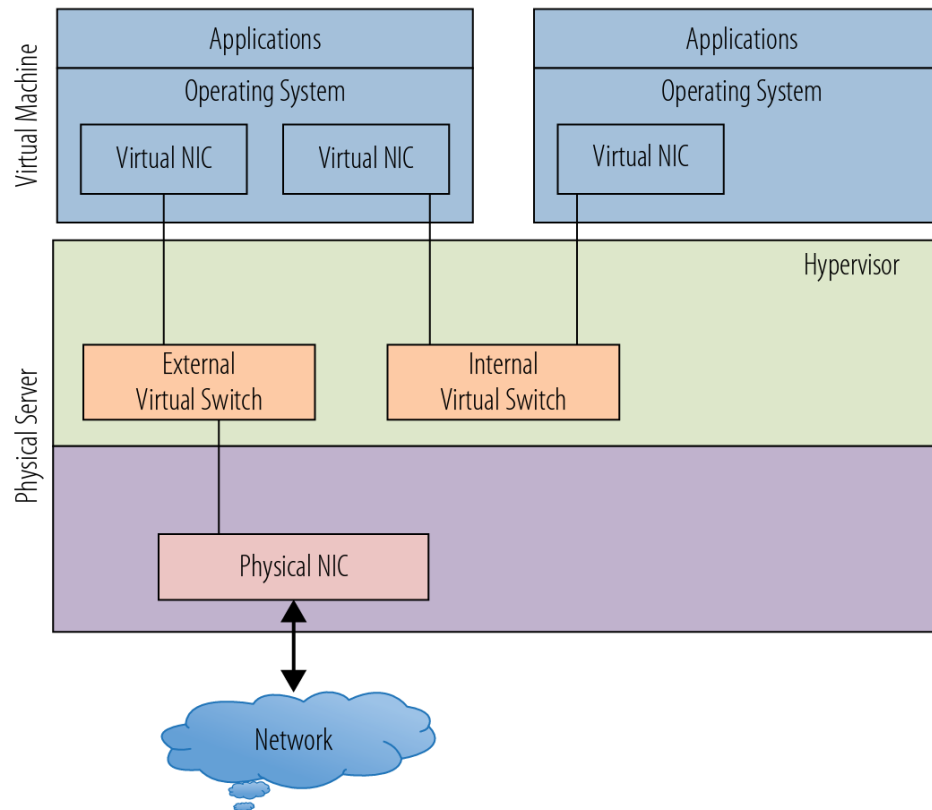 Virtual Machine
Applications
Operating System
Virtual NIC
Virtual NIC
Applications
Operating System
Virtual NIC
Physical Server
Hypervisor
External
Virtual Switch
Internal
Virtual Switch
Physical NIC
Network